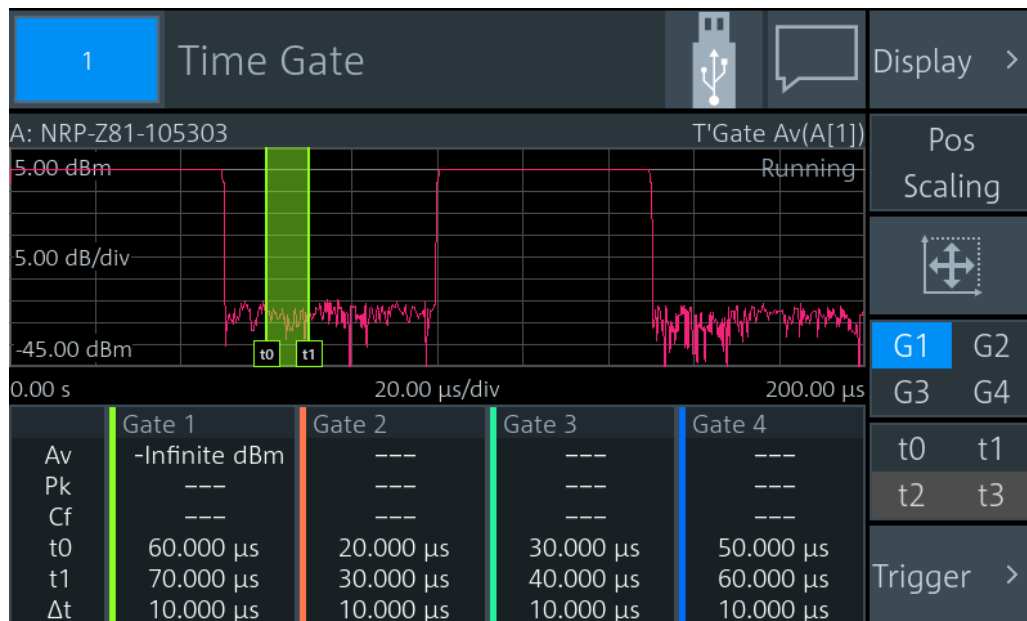 1 Time Gate Display >
A: NRP-Z81-105303 T'Gate Av(A[1])
5.00 dBm Running
Pos
Scaling
5.00 dB/div
-45.00 dBm
t0 t1
0.00 s 20.00 µs/div 200.00 µs
G1 G2
G3 G4
Gate 1 Gate 2 Gate 3 Gate 4
Av -Infinite dBm --- --- ---
Pk --- --- --- ---
Cf --- --- --- ---
t0 60.000 µs 20.000 µs 30.000 µs 50.000 µs
t1 70.000 µs 30.000 µs 40.000 µs 60.000 µs
Δt 10.000 µs 10.000 µs 10.000 µs 10.000 µs
t0 t1
t2 t3
Trigger >